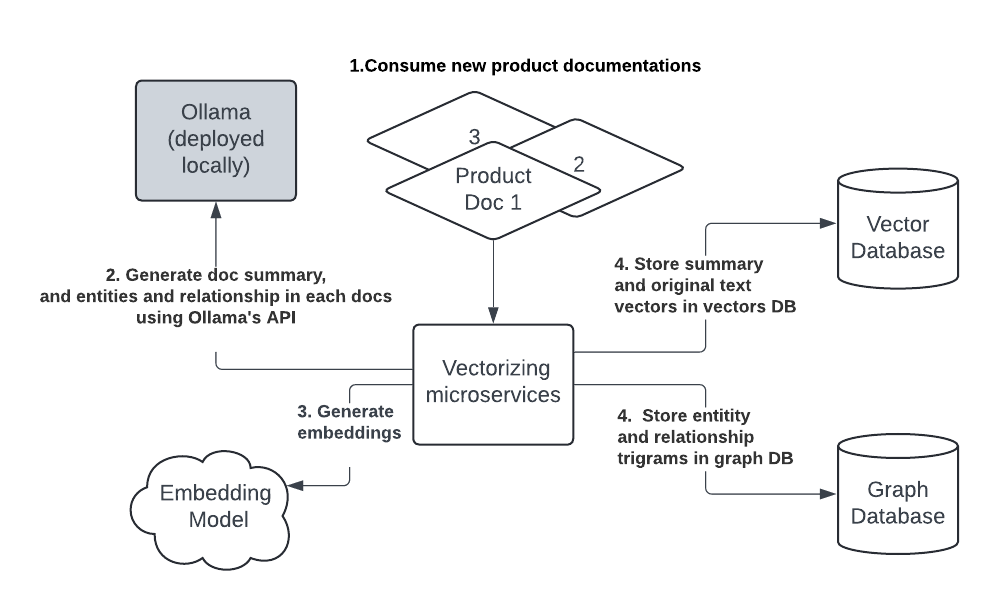 1.Consume new product documentations
Ollama
(deployed
locally)
3
2
Product
Doc 1
Vector
Database
2. Generate doc summary,
and entities and relationship in each docs
using Ollama's API
4. Store summary
and original text
vectors in vectors DB
Vectorizing
microservices
3. Generate
embeddings
4. Store entitity
and relationship
trigrams in graph DB
Embedding
Model
Graph
Database